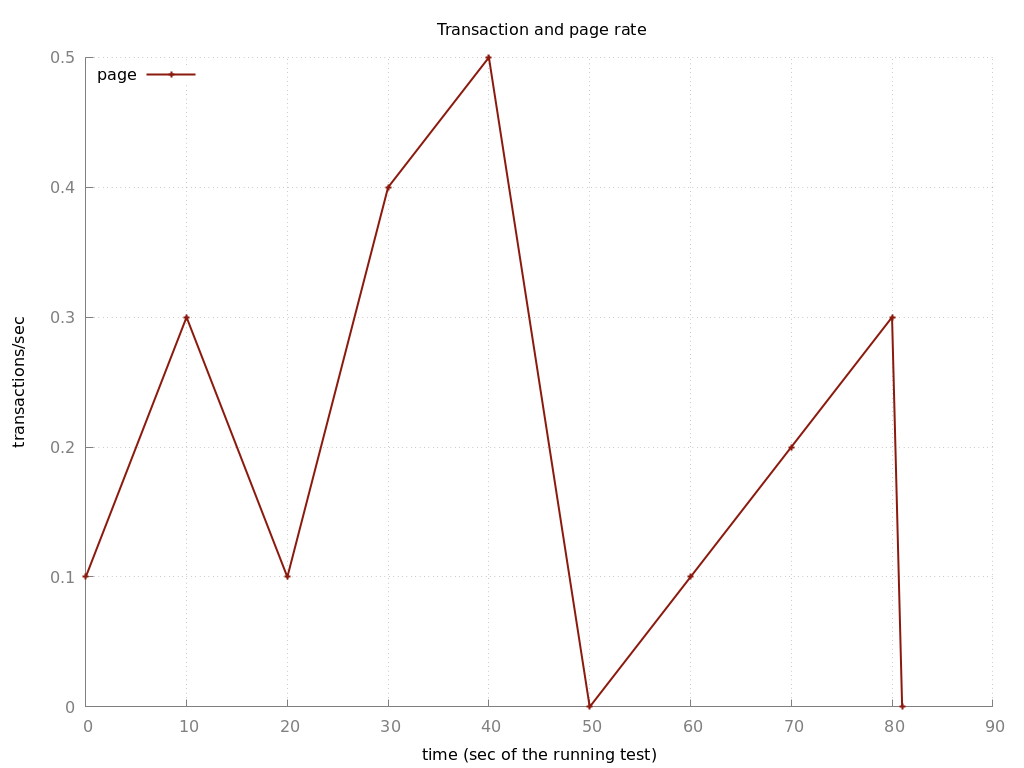 Transaction and page rate
0.5
page
0.4
0.3
transactions/sec
0.2
0.1
0
0 10 20 30 40 50 60 70 80 90
time (sec of the running test)